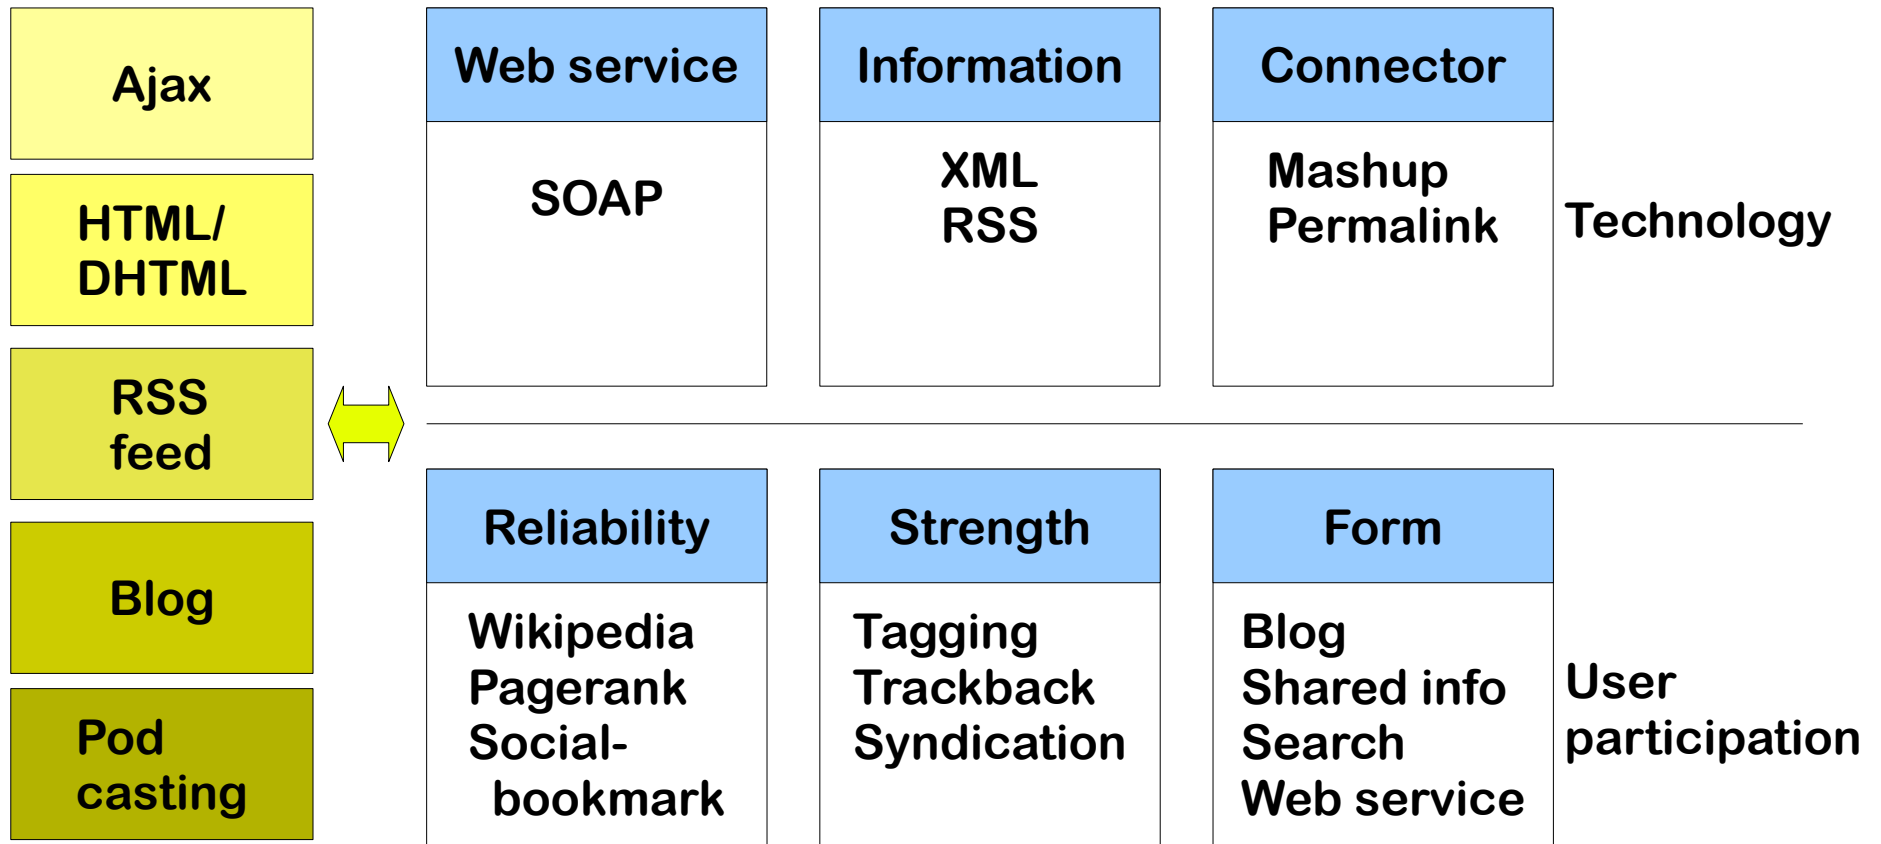 Ajax
HTML/
DHTML
RSS
feed
Blog
Pod
casting
Web service
SOAP
Information
XML
RSS
Connector
Mashup
Permalink
Technology
Reliability
Wikipedia
Pagerank
Social-
bookmark
Strength
Tagging
Trackback
Syndication
Form
Blog
Shared info
Search
Web service
User
participation